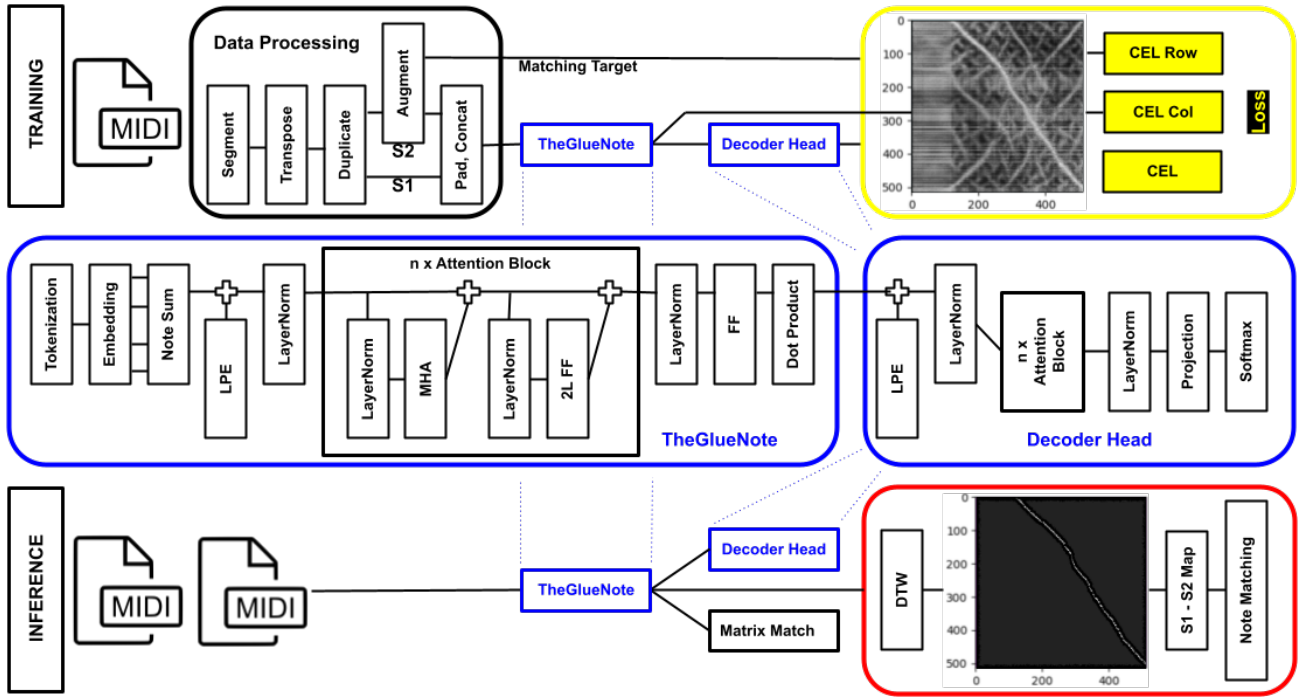 TRAINING
MIDI
Data Processing
Segment
Transpose
Duplicate
Augment
S2
S1
Pad, Concat
Matching Target
TheGlueNote
Decoder Head
0
100
200
300
400
500
200
400
CEL Row
CEL Col
CEL
Loss
Tokenization
Embedding
Note Sum
LPE
LayerNorm
n x Attention Block
LayerNorm
MHA
LayerNorm
2L FF
LayerNorm
FF
Dot Product
TheGlueNote
LPE
LayerNorm
n x
Attention
Block
LayerNorm
Projection
Softmax
Decoder Head
INFERENCE
MIDI
MIDI
TheGlueNote
Decoder Head
Matrix Match
DTW
0
100
200
300
400
500
0
200
400
S1 - S2 Map
Note Matching